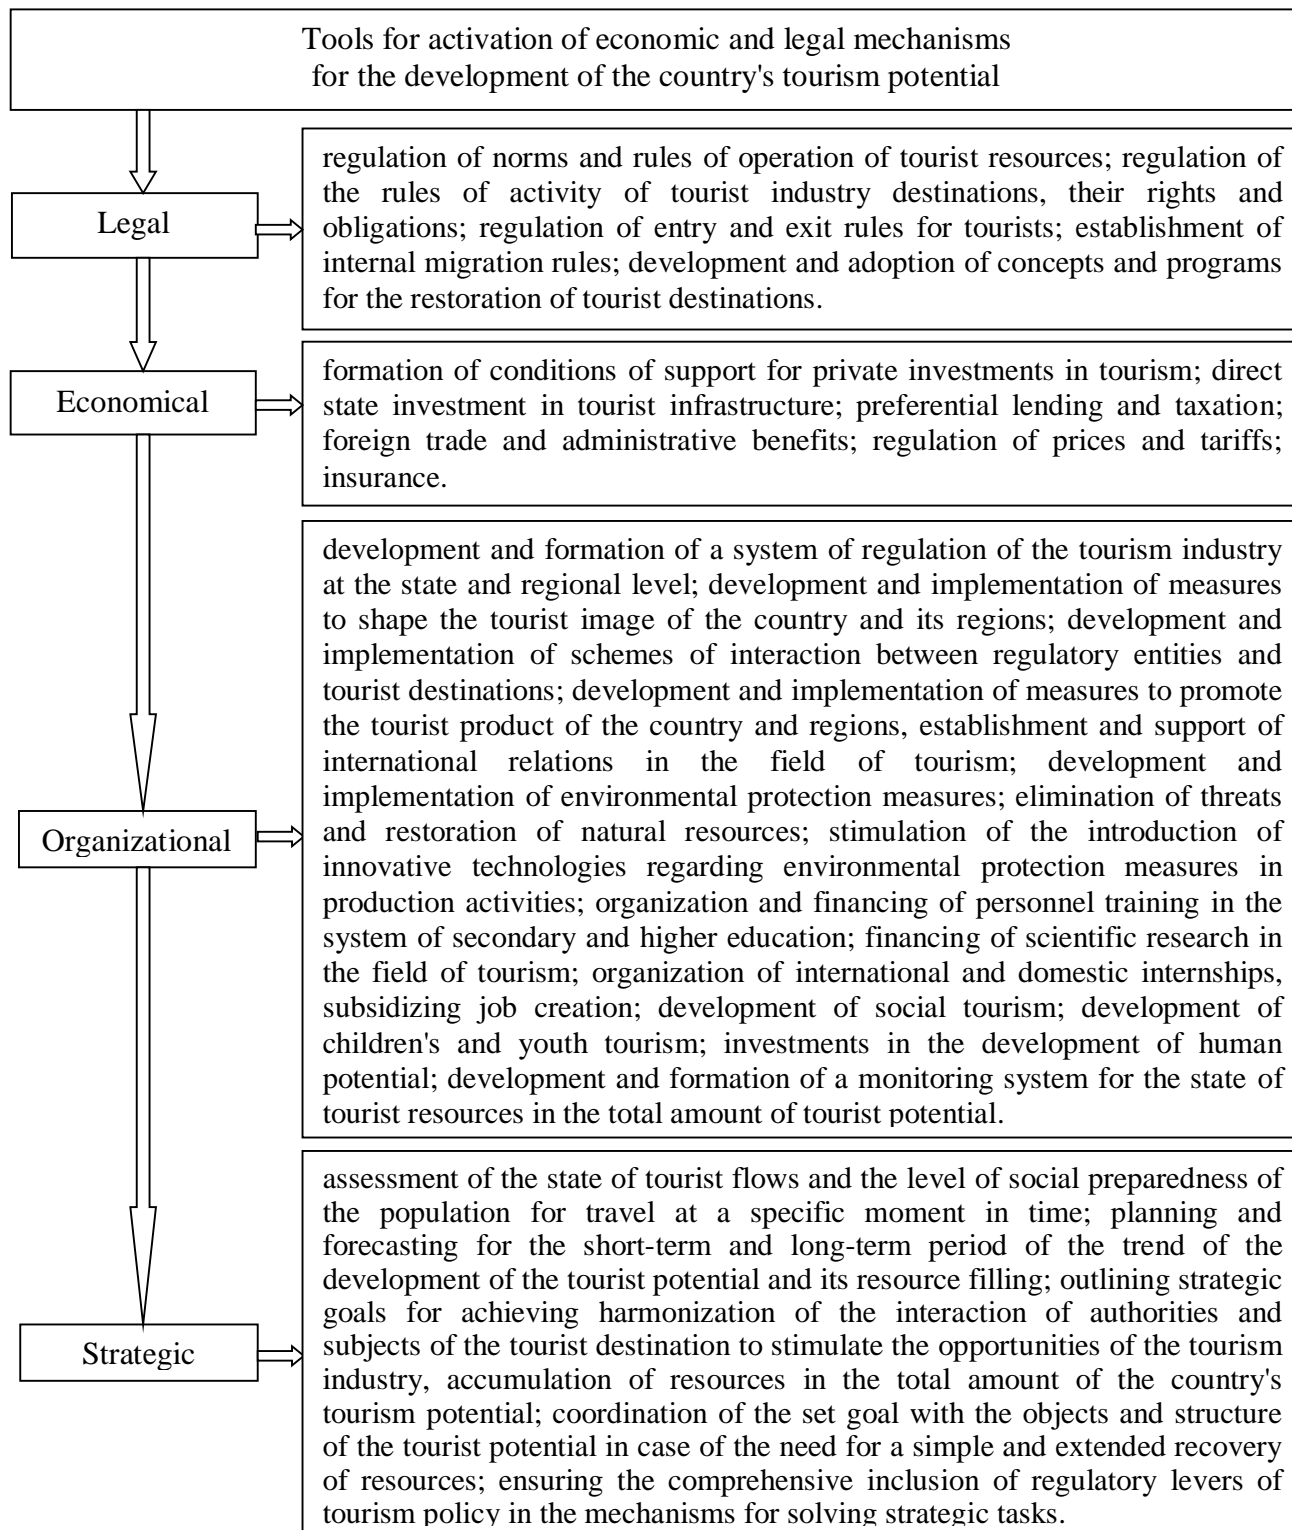 Tools for activation of economic and legal mechanisms
for the development of the country's tourism potential
Legal
regulation of norms and rules of operation of tourist resources; regulation of
the rules of activity of tourist industry destinations, their rights and
obligations; regulation of entry and exit rules for tourists; establishment of
internal migration rules; development and adoption of concepts and programs
for the restoration of tourist destinations.
Economical
formation of conditions of support for private investments in tourism; direct
state investment in tourist infrastructure; preferential lending and taxation;
foreign trade and administrative benefits; regulation of prices and tariffs;
insurance.
Organizational
development and formation of a system of regulation of the tourism industry
at the state and regional level; development and implementation of measures
to shape the tourist image of the country and its regions; development and
implementation of schemes of interaction between regulatory entities and
tourist destinations; development and implementation of measures to promote
the tourist product of the country and regions, establishment and support of
international relations in the field of tourism; development and
implementation of environmental protection measures; elimination of threats
and restoration of natural resources; stimulation of the introduction of
innovative technologies regarding environmental protection measures in
production activities; organization and financing of personnel training in the
system of secondary and higher education; financing of scientific research in
the field of tourism; organization of international and domestic internships,
subsidizing job creation; development of social tourism; development of
children's and youth tourism; investments in the development of human
potential; development and formation of a monitoring system for the state of
tourist resources in the total amount of tourist potential.
Strategic
assessment of the state of tourist flows and the level of social preparedness of
the population for travel at a specific moment in time; planning and
forecasting for the short-term and long-term period of the trend of the
development of the tourist potential and its resource filling; outlining strategic
goals for achieving harmonization of the interaction of authorities and
subjects of the tourist destination to stimulate the opportunities of the tourism
industry, accumulation of resources in the total amount of the country's
tourism potential; coordination of the set goal with the objects and structure
of the tourist potential in case of the need for a simple and extended recovery
of resources; ensuring the comprehensive inclusion of regulatory levers of
tourism policy in the mechanisms for solving strategic tasks.